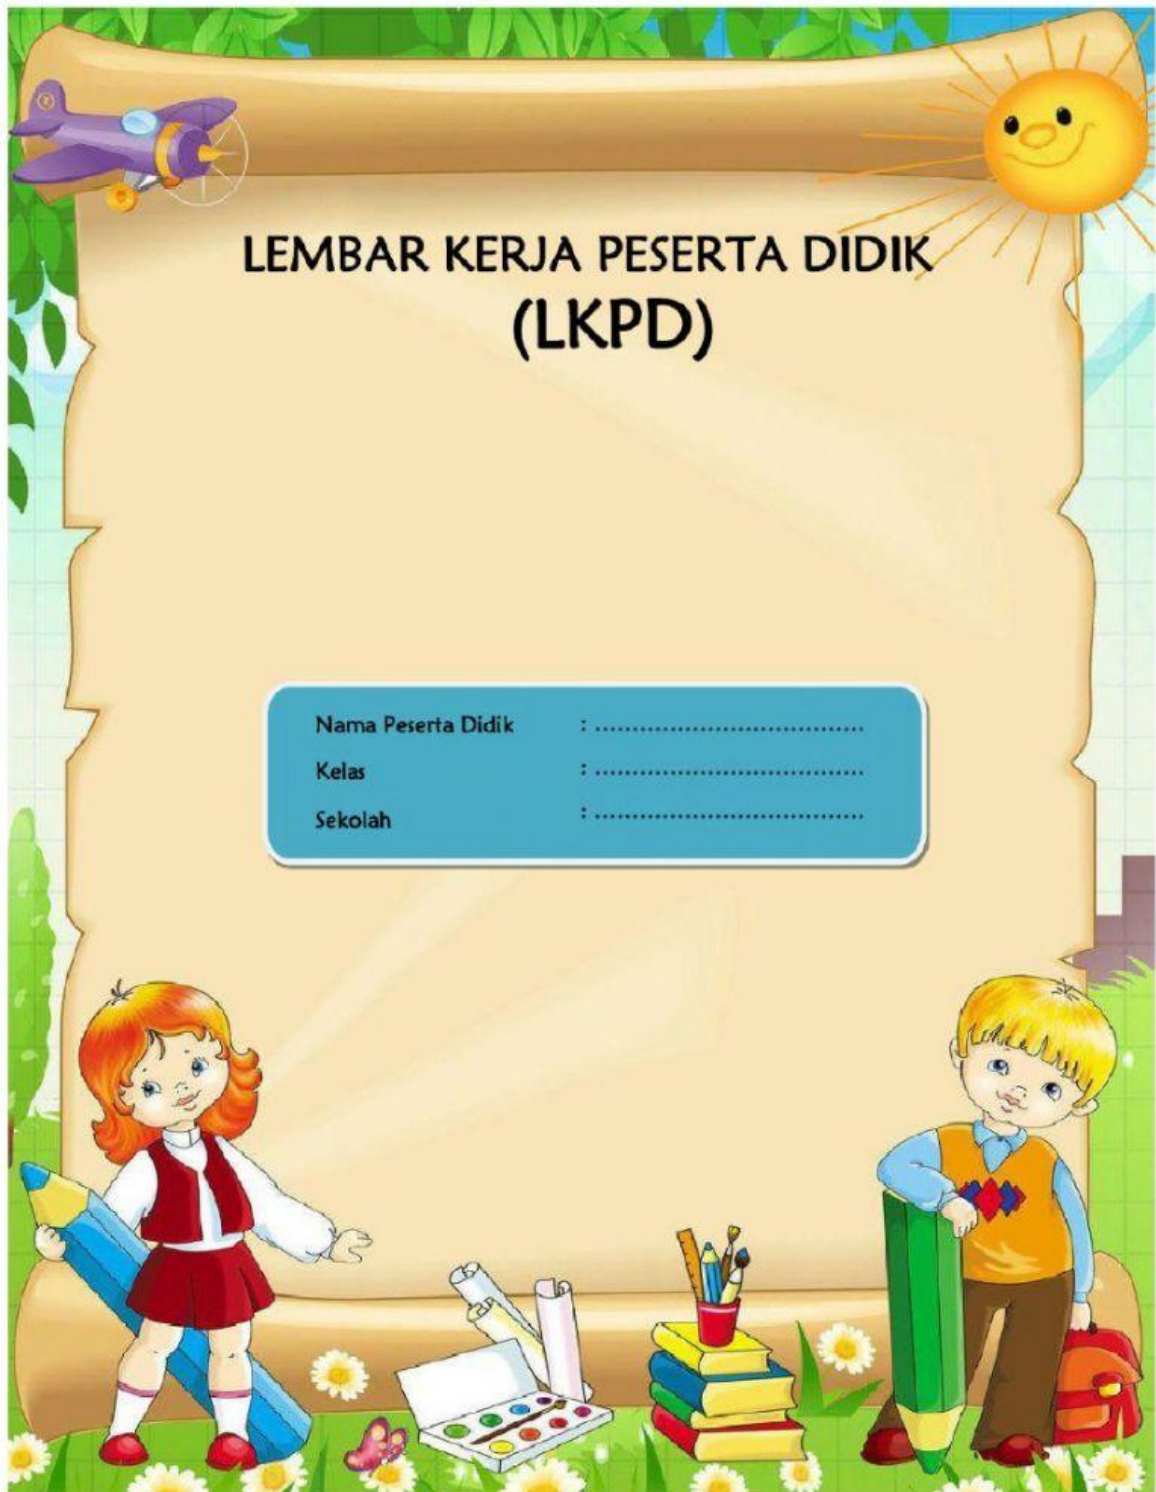 LEMBAR KERJA PESERTA DIDIK
(LKPD)
Nama Peserta Didik : ..................................
Kelas : ..................................
Sekolah : ..................................